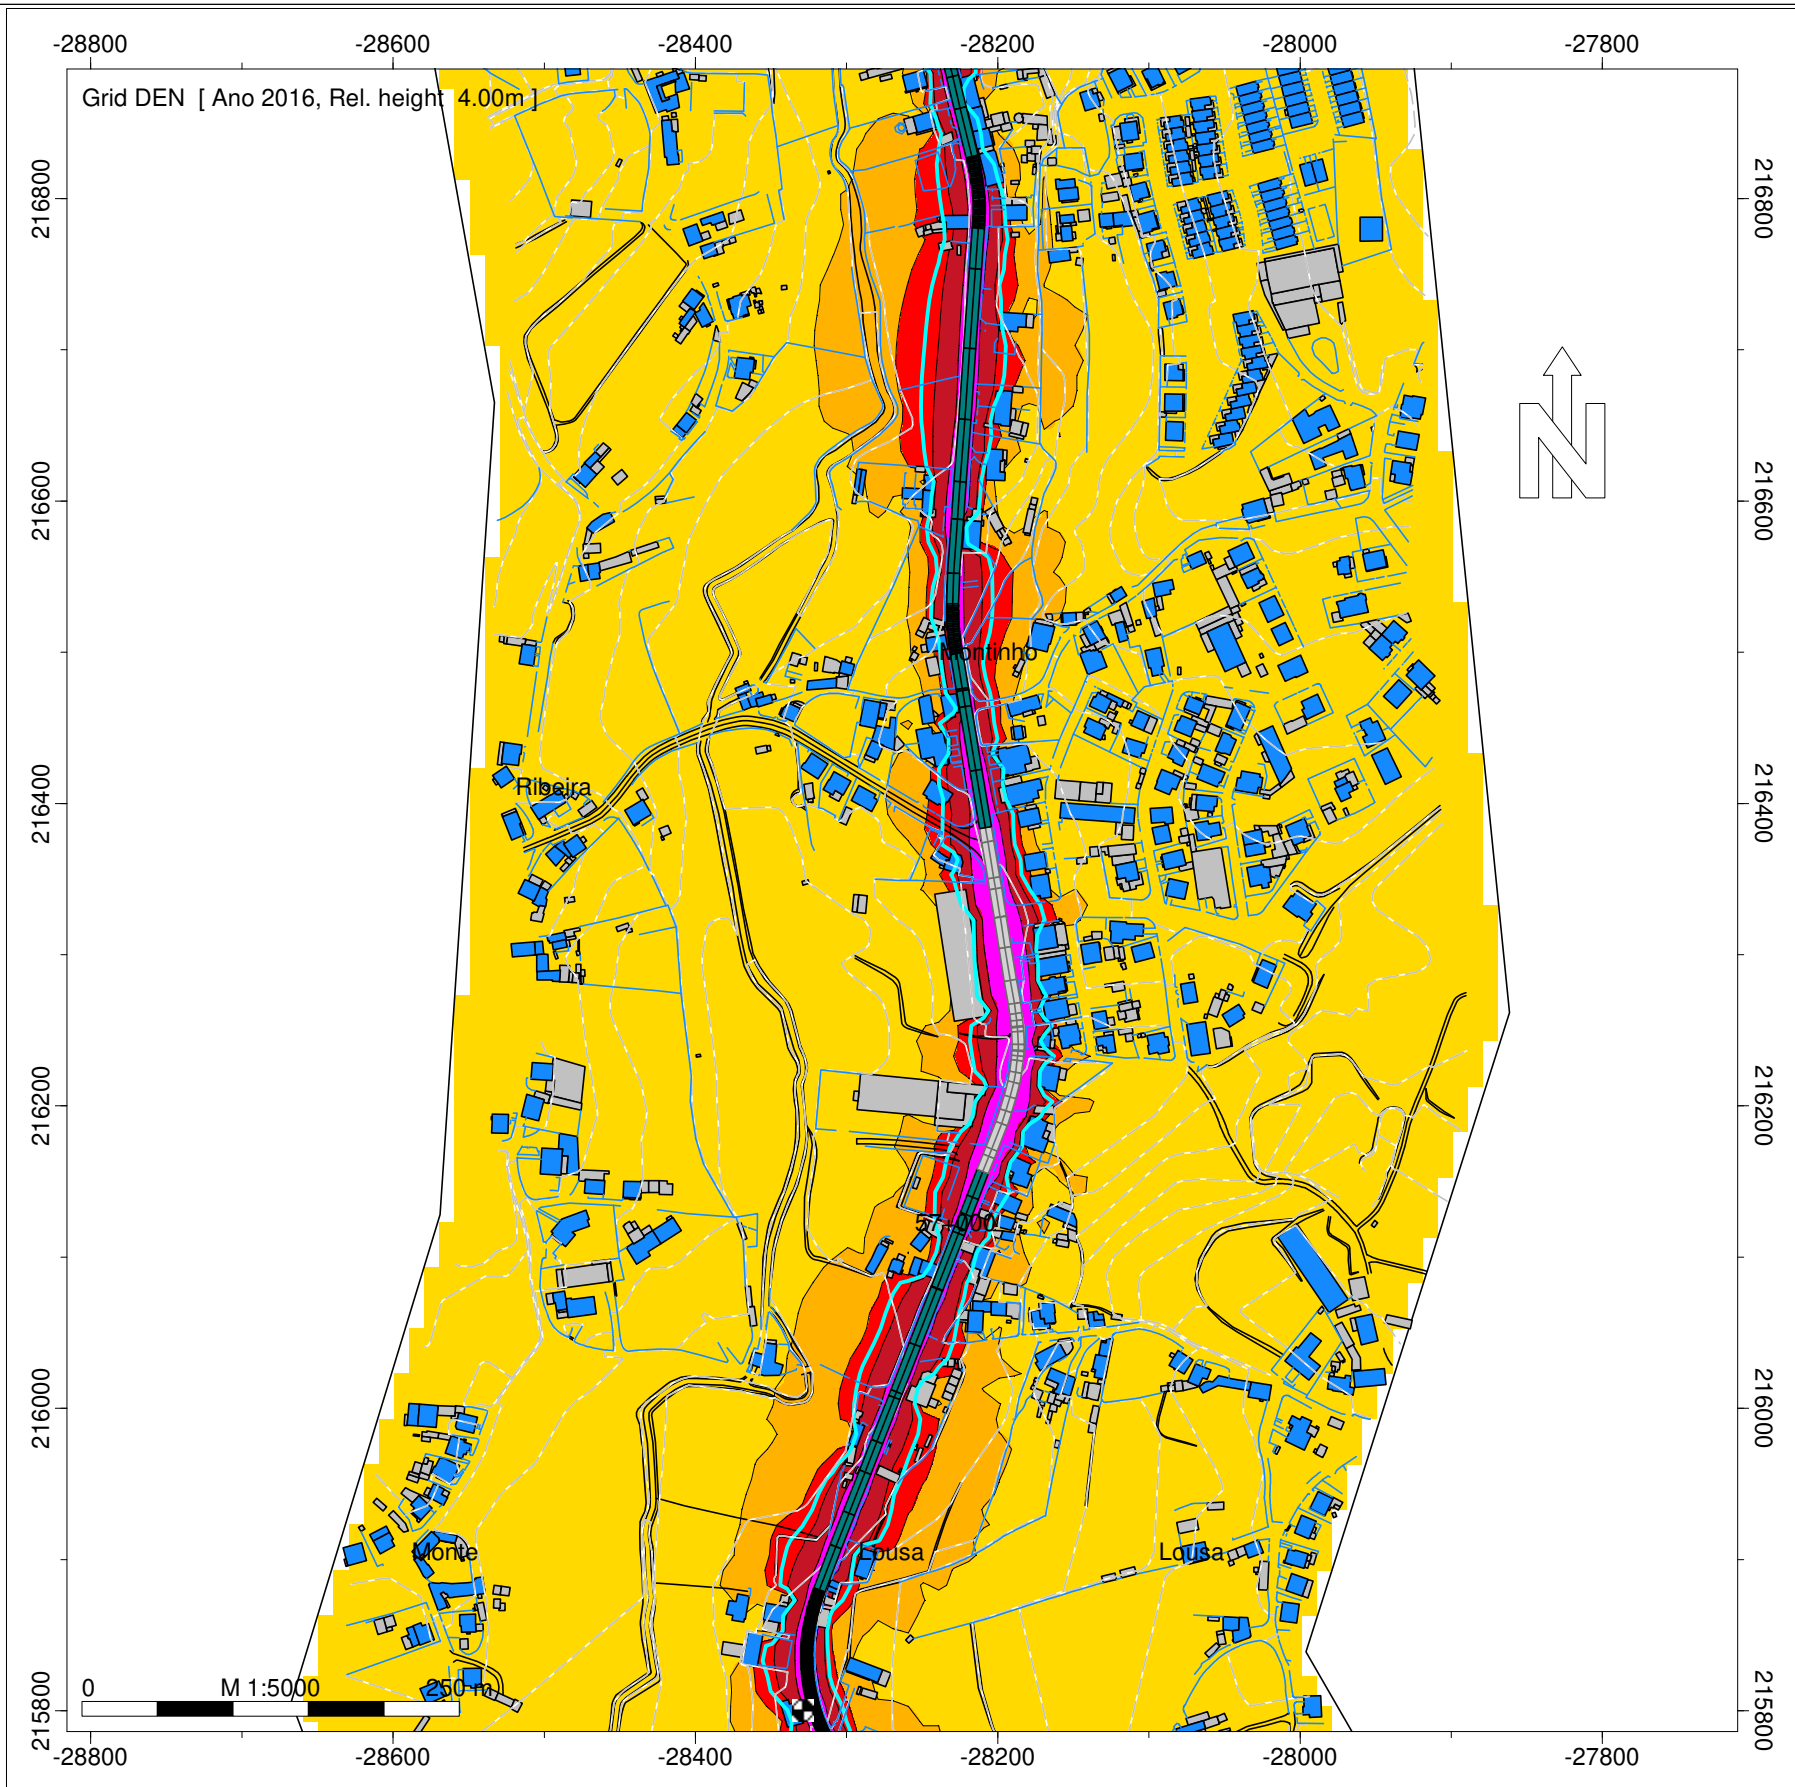 -28800 -28600 -28400 -28200 -28000 -27800
Grid DEN [ Ano 2016, Rel. height 4.00m ]
216800 216800
216600 216600
N
Montinho
Ribeira
216400 216400
216200 216200
57+000
216000 216000
Monte Lousa Lousa
0 M 1:5000 250 m
215800 215800
-28800 -28600 -28400 -28200 -28000 -27800